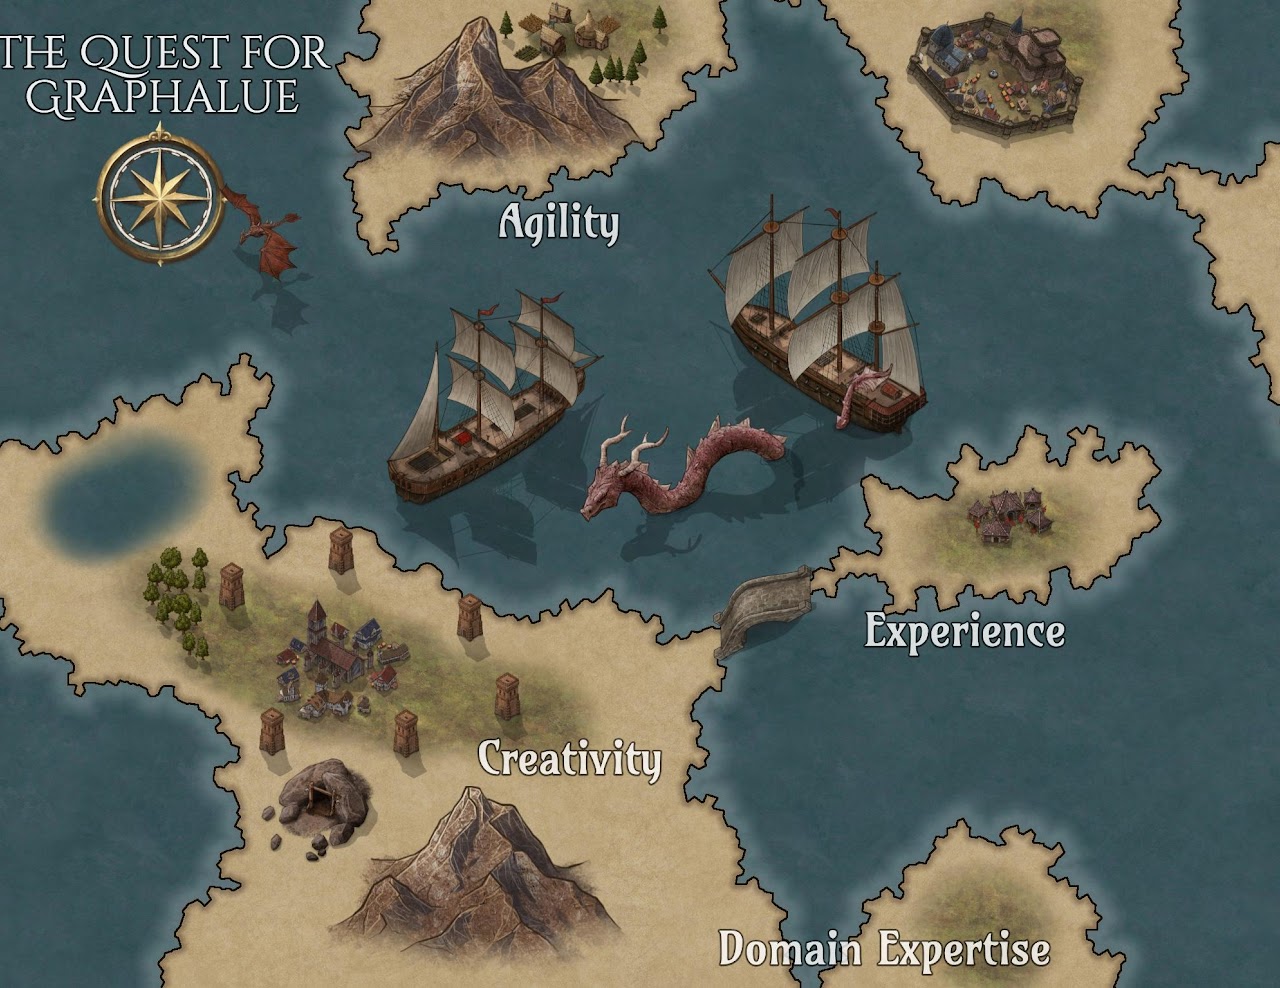 THE QUEST FOR
GRAPHALUE
Agility
Experience
Creativity
Domain Expertise